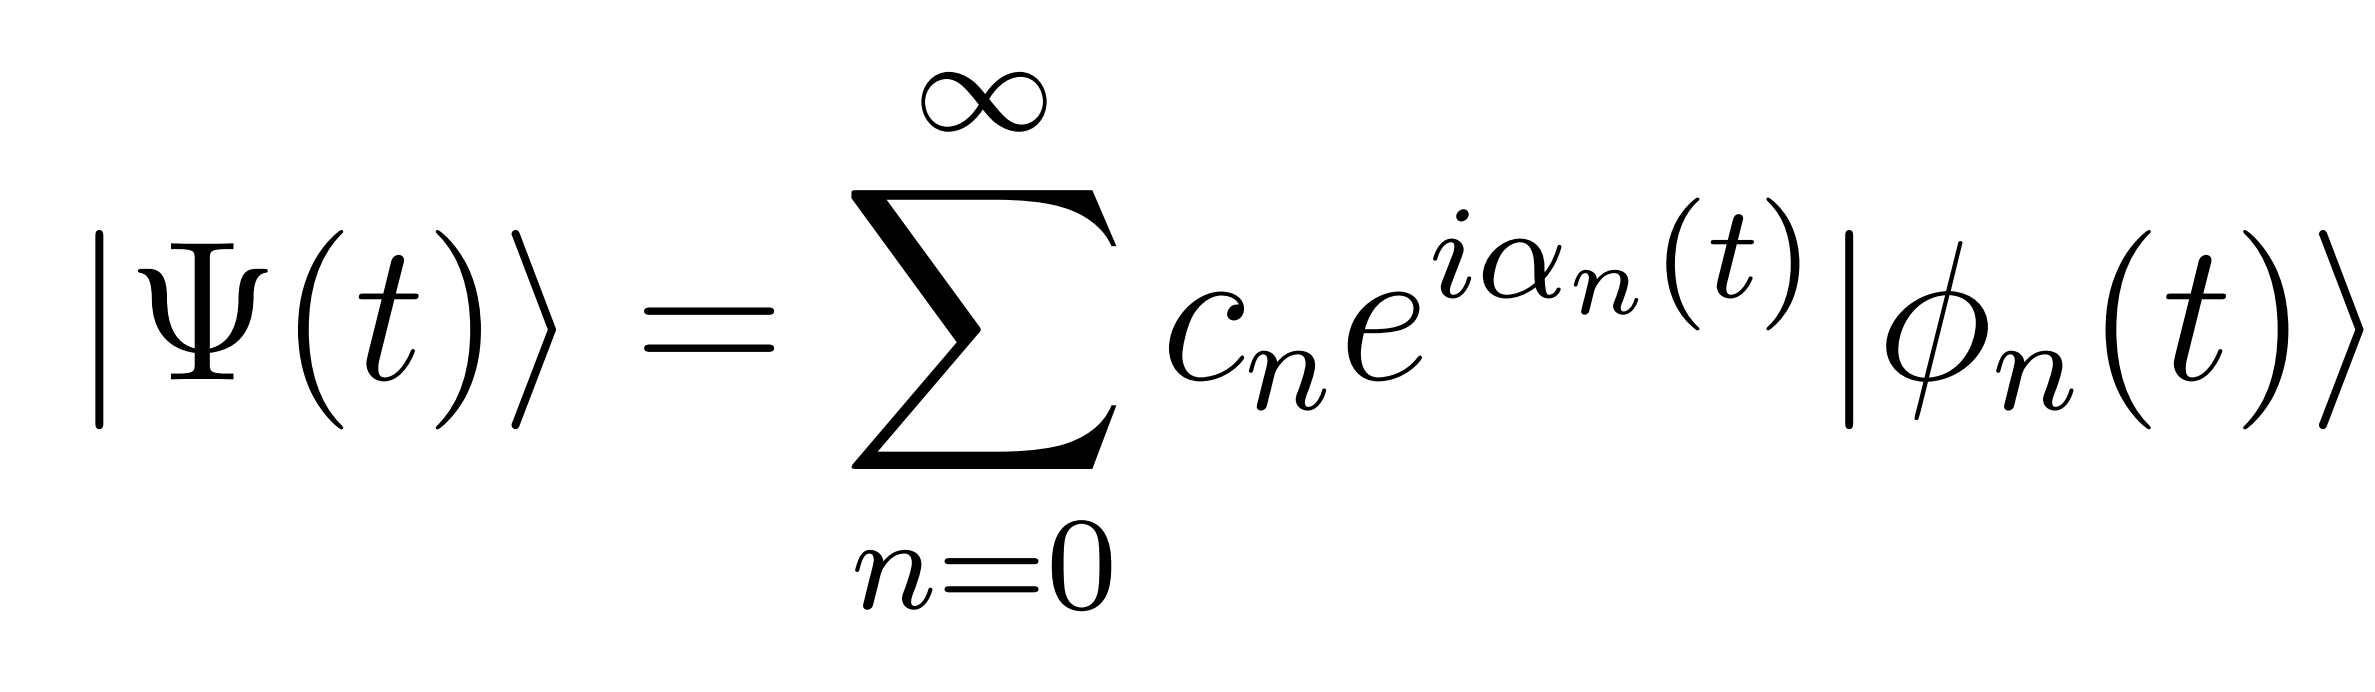 |Ψ(t)⟩ = ∑_{n=0}^{∞} c_n e^{iα_n(t)} |ϕ_n(t)⟩